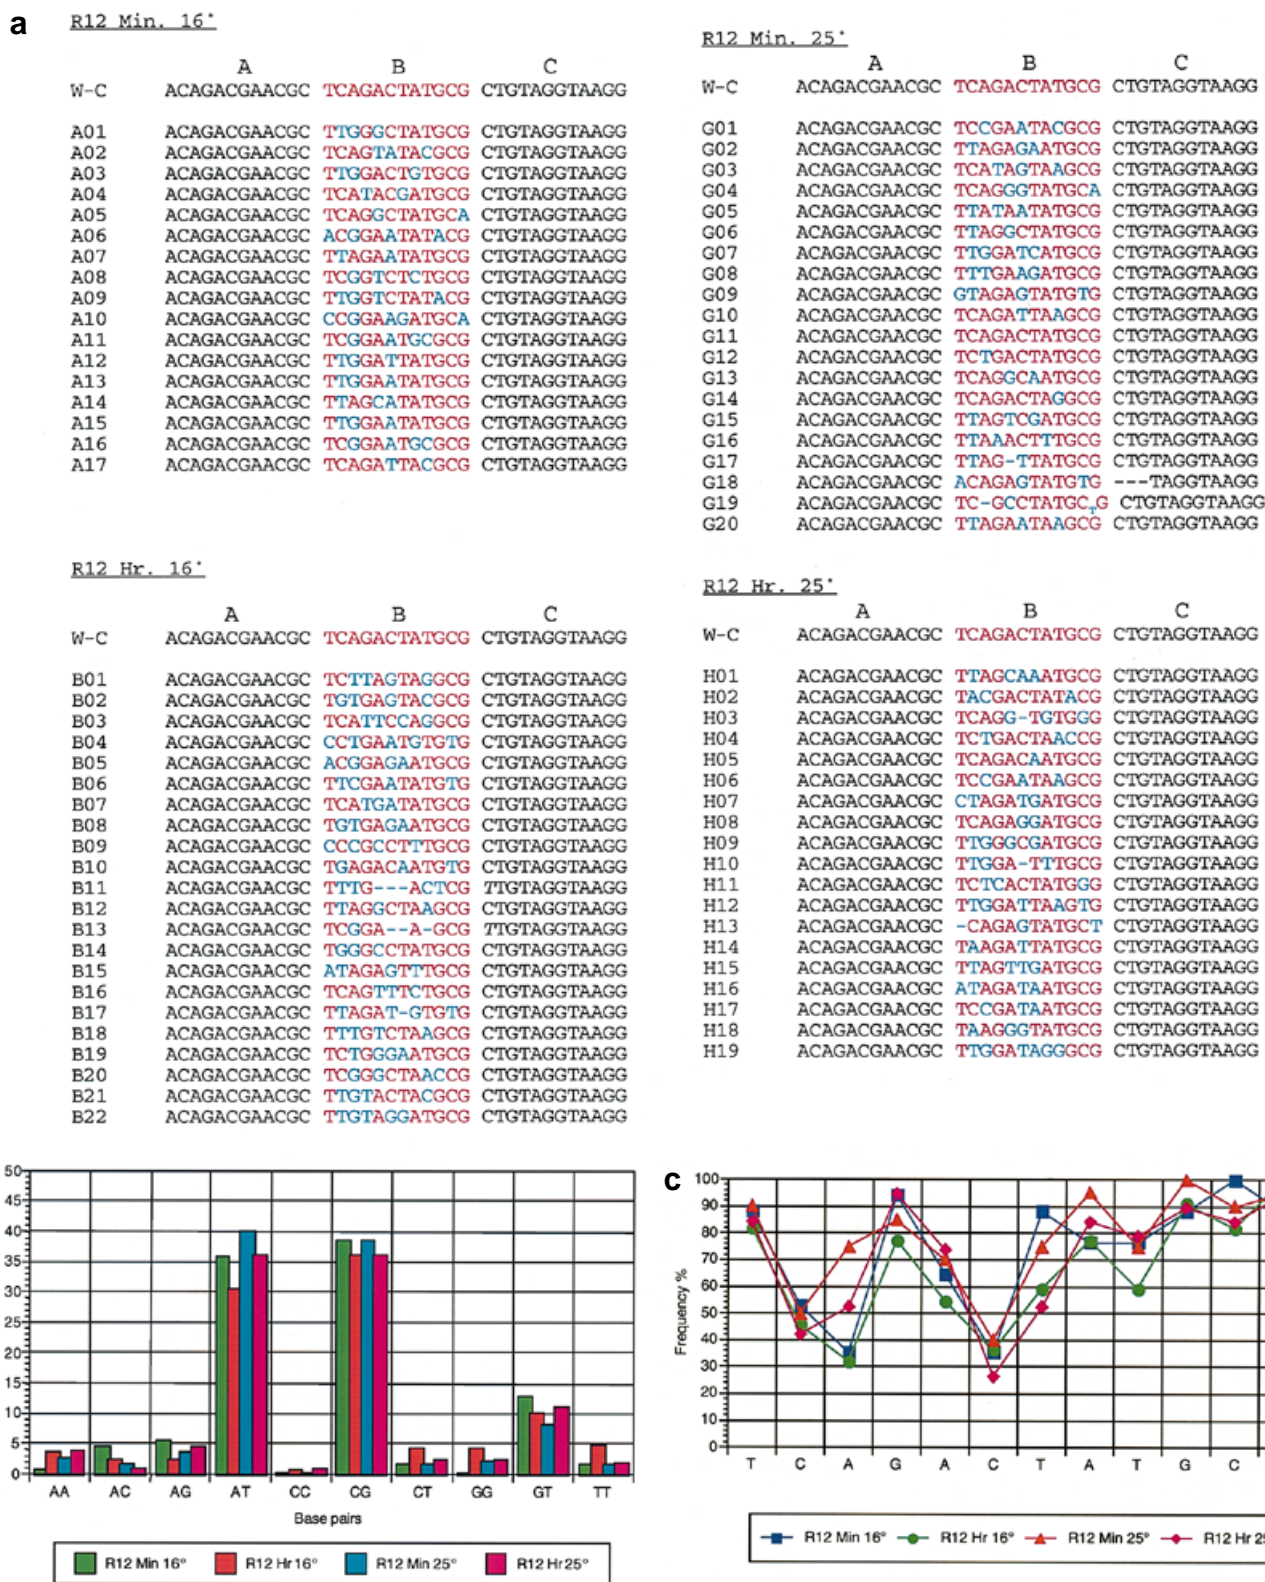 a
R12 Min. 16°
A B C
W-C ACAGACGAACGC TCAGACTATGCG CTGTAGGTAAGG
A01 ACAGACGAACGC TTGGGCTATGCG CTGTAGGTAAGG
A02 ACAGACGAACGC TCAGTATACGCG CTGTAGGTAAGG
A03 ACAGACGAACGC TTGGACTGTGCG CTGTAGGTAAGG
A04 ACAGACGAACGC TCATACGATGCG CTGTAGGTAAGG
A05 ACAGACGAACGC TCAGGCTATGCA CTGTAGGTAAGG
A06 ACAGACGAACGC ACGGAATATACG CTGTAGGTAAGG
A07 ACAGACGAACGC TTAGAATATGCG CTGTAGGTAAGG
A08 ACAGACGAACGC TCGGTCTCTGCG CTGTAGGTAAGG
A09 ACAGACGAACGC TTGGTCTATACG CTGTAGGTAAGG
A10 ACAGACGAACGC CCGGAAGATGCA CTGTAGGTAAGG
A11 ACAGACGAACGC TCGGAATGCGCG CTGTAGGTAAGG
A12 ACAGACGAACGC TTGGATTATGCG CTGTAGGTAAGG
A13 ACAGACGAACGC TTGGAATATGCG CTGTAGGTAAGG
A14 ACAGACGAACGC TTAGCATATGCG CTGTAGGTAAGG
A15 ACAGACGAACGC TTGGAATATGCG CTGTAGGTAAGG
A16 ACAGACGAACGC TCGGAATGCGCG CTGTAGGTAAGG
A17 ACAGACGAACGC TCAGATTACGCG CTGTAGGTAAGG
R12 Min. 25°
A B C
W-C ACAGACGAACGC TCAGACTATGCG CTGTAGGTAAGG
G01 ACAGACGAACGC TCCGAATACGCG CTGTAGGTAAGG
G02 ACAGACGAACGC TTAGAGAATGCG CTGTAGGTAAGG
G03 ACAGACGAACGC TCATAGTAAGCG CTGTAGGTAAGG
G04 ACAGACGAACGC TCAGGGTATGCA CTGTAGGTAAGG
G05 ACAGACGAACGC TTATAATATGCG CTGTAGGTAAGG
G06 ACAGACGAACGC TTAGGCTATGCG CTGTAGGTAAGG
G07 ACAGACGAACGC TTGGATCATGCG CTGTAGGTAAGG
G08 ACAGACGAACGC TTTGAAGATGCG CTGTAGGTAAGG
G09 ACAGACGAACGC GTAGAGTATGTG CTGTAGGTAAGG
G10 ACAGACGAACGC TCAGATTAAGCG CTGTAGGTAAGG
G11 ACAGACGAACGC TCAGACTATGCG CTGTAGGTAAGG
G12 ACAGACGAACGC TCTGACTATGCG CTGTAGGTAAGG
G13 ACAGACGAACGC TCAGGCAATGCG CTGTAGGTAAGG
G14 ACAGACGAACGC TCAGACTAGGCG CTGTAGGTAAGG
G15 ACAGACGAACGC TTAGTCGATGCG CTGTAGGTAAGG
G16 ACAGACGAACGC TTAAACTTTGCG CTGTAGGTAAGG
G17 ACAGACGAACGC TTAG-TTATGCG CTGTAGGTAAGG
G18 ACAGACGAACGC ACAGAGTATGTG ---TAGGTAAGG
G19 ACAGACGAACGC TC-GCCTATGCTG CTGTAGGTAAGG
G20 ACAGACGAACGC TTAGAATAAGCG CTGTAGGTAAGG
R12 Hr. 16°
A B C
W-C ACAGACGAACGC TCAGACTATGCG CTGTAGGTAAGG
B01 ACAGACGAACGC TCTTAGTAGGCG CTGTAGGTAAGG
B02 ACAGACGAACGC TGTGAGTACGCG CTGTAGGTAAGG
B03 ACAGACGAACGC TCATTCCAGGCG CTGTAGGTAAGG
B04 ACAGACGAACGC CCTGAATGTGTG CTGTAGGTAAGG
B05 ACAGACGAACGC ACGGAGAATGCG CTGTAGGTAAGG
B06 ACAGACGAACGC TTCGAATATGTG CTGTAGGTAAGG
B07 ACAGACGAACGC TCATGATATGCG CTGTAGGTAAGG
B08 ACAGACGAACGC TGTGAGAATGCG CTGTAGGTAAGG
B09 ACAGACGAACGC CCCGCCTTTGCG CTGTAGGTAAGG
B10 ACAGACGAACGC TGAGACAATGTG CTGTAGGTAAGG
B11 ACAGACGAACGC TTTG---ACTCG TTGTAGGTAAGG
B12 ACAGACGAACGC TTAGGCTAAGCG CTGTAGGTAAGG
B13 ACAGACGAACGC TCGGA--A-GCG TTGTAGGTAAGG
B14 ACAGACGAACGC TGGGCCTATGCG CTGTAGGTAAGG
B15 ACAGACGAACGC ATAGAGTTTGCG CTGTAGGTAAGG
B16 ACAGACGAACGC TCAGTTTCTGCG CTGTAGGTAAGG
B17 ACAGACGAACGC TTAGAT-GTGTG CTGTAGGTAAGG
B18 ACAGACGAACGC TTTGTCTAAGCG CTGTAGGTAAGG
B19 ACAGACGAACGC TCTGGGAATGCG CTGTAGGTAAGG
B20 ACAGACGAACGC TCGGGCTAACCG CTGTAGGTAAGG
B21 ACAGACGAACGC TTGTACTACGCG CTGTAGGTAAGG
B22 ACAGACGAACGC TTGTAGGATGCG CTGTAGGTAAGG
R12 Hr. 25°
A B C
W-C ACAGACGAACGC TCAGACTATGCG CTGTAGGTAAGG
H01 ACAGACGAACGC TTAGCAAATGCG CTGTAGGTAAGG
H02 ACAGACGAACGC TACGACTATACG CTGTAGGTAAGG
H03 ACAGACGAACGC TCAGG-TGTGGG CTGTAGGTAAGG
H04 ACAGACGAACGC TCTGACTAACCG CTGTAGGTAAGG
H05 ACAGACGAACGC TCAGACAATGCG CTGTAGGTAAGG
H06 ACAGACGAACGC TCCGAATAAGCG CTGTAGGTAAGG
H07 ACAGACGAACGC CTAGATGATGCG CTGTAGGTAAGG
H08 ACAGACGAACGC TCAGAGGATGCG CTGTAGGTAAGG
H09 ACAGACGAACGC TTGGGCGATGCG CTGTAGGTAAGG
H10 ACAGACGAACGC TTGGA-TTTGCG CTGTAGGTAAGG
H11 ACAGACGAACGC TCTCACTATGGG CTGTAGGTAAGG
H12 ACAGACGAACGC TTGGATTAAGTG CTGTAGGTAAGG
H13 ACAGACGAACGC -CAGAGTATGCT CTGTAGGTAAGG
H14 ACAGACGAACGC TAAGATTATGCG CTGTAGGTAAGG
H15 ACAGACGAACGC TTAGTTGATGCG CTGTAGGTAAGG
H16 ACAGACGAACGC ATAGATAATGCG CTGTAGGTAAGG
H17 ACAGACGAACGC TCCGATAATGCG CTGTAGGTAAGG
H18 ACAGACGAACGC TAAGGGTATGCG CTGTAGGTAAGG
H19 ACAGACGAACGC TTGGATAGGGCG CTGTAGGTAAGG
50
45
40
35
30
25
20
15
10
5
0
AA AC AG AT CC CG CT GG GT TT
Base pairs
R12 Min 16° R12 Hr 16° R12 Min 25° R12 Hr 25°
c
Frequency %
100
90
80
70
60
50
40
30
20
10
0
T C A G A C T A T G C
R12 Min 16° R12 Hr 16° R12 Min 25° R12 Hr 25°